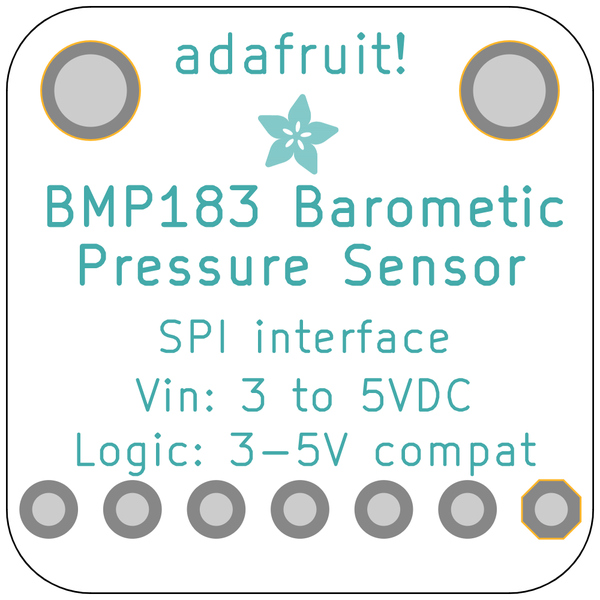 adafruit!
BMP183 Barometic
Pressure Sensor
SPI interface
Vin: 3 to 5VDC
Logic: 3-5V compat